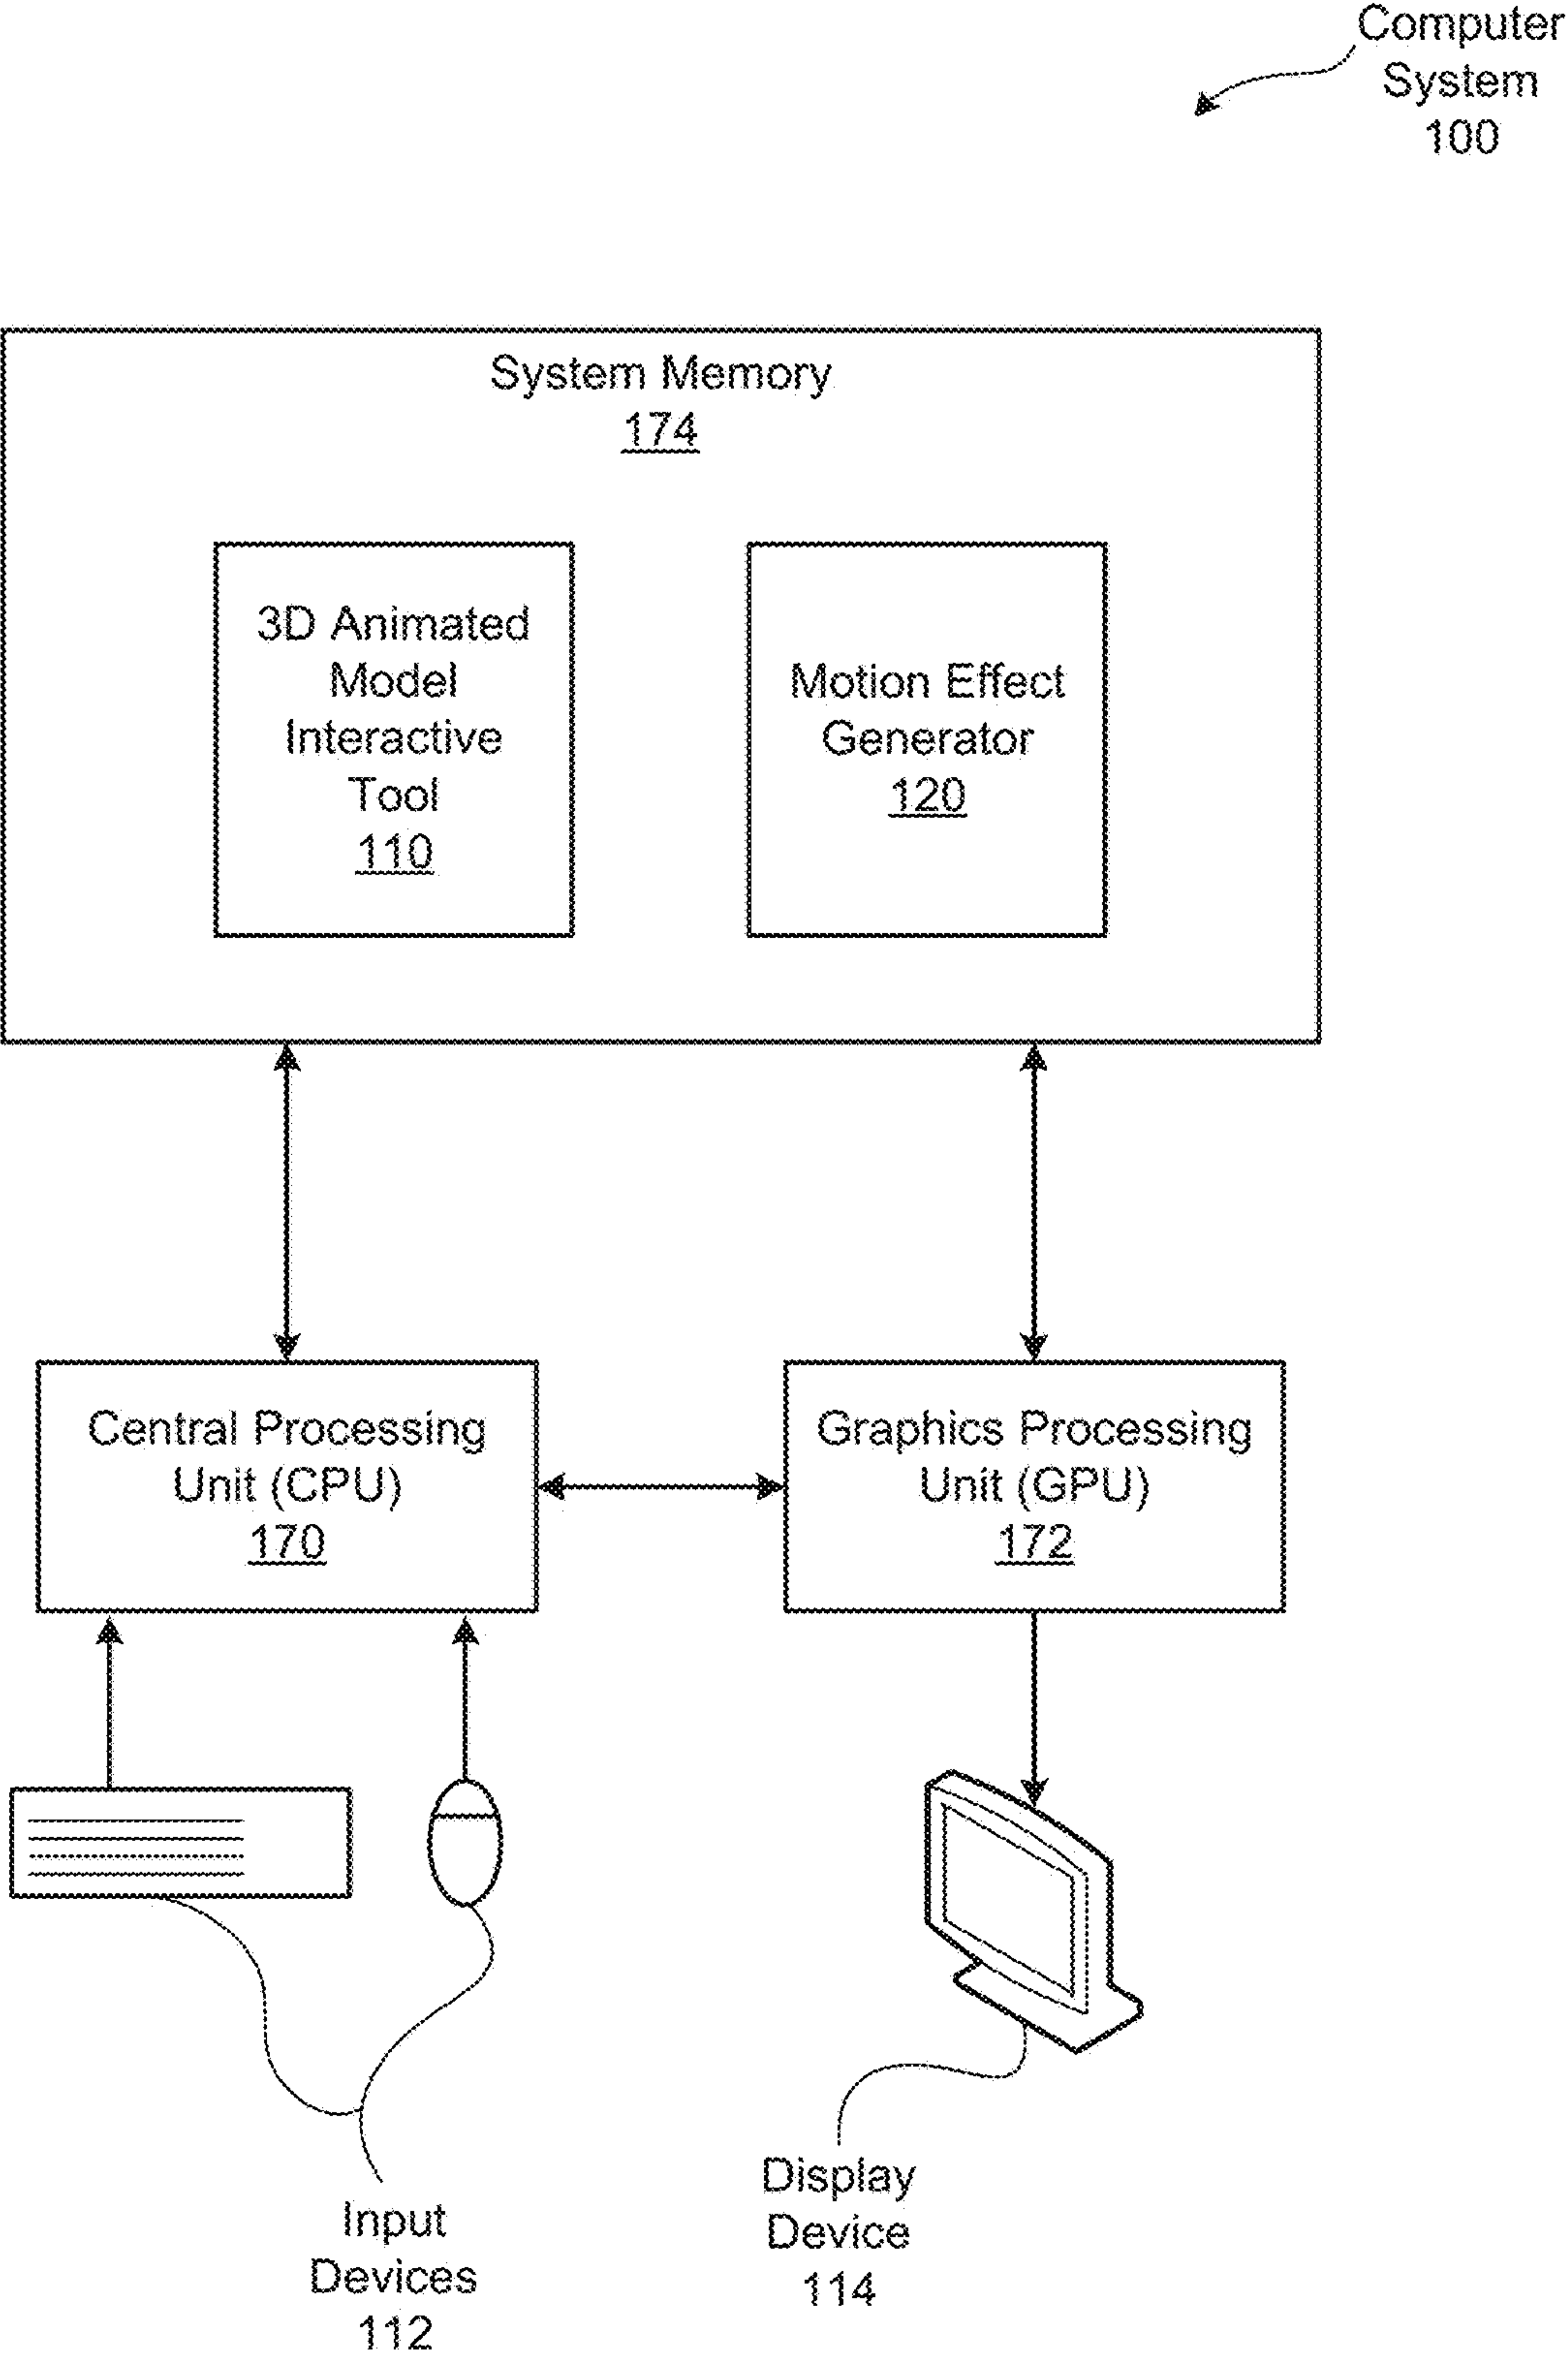 Computer
System
100
System Memory
174
3D Animated
Model
Interactive
Tool
110
Motion Effect
Generator
120
Central Processing
Unit (CPU)
170
Graphics Processing
Unit (GPU)
172
Input
Devices
112
Display
Device
114